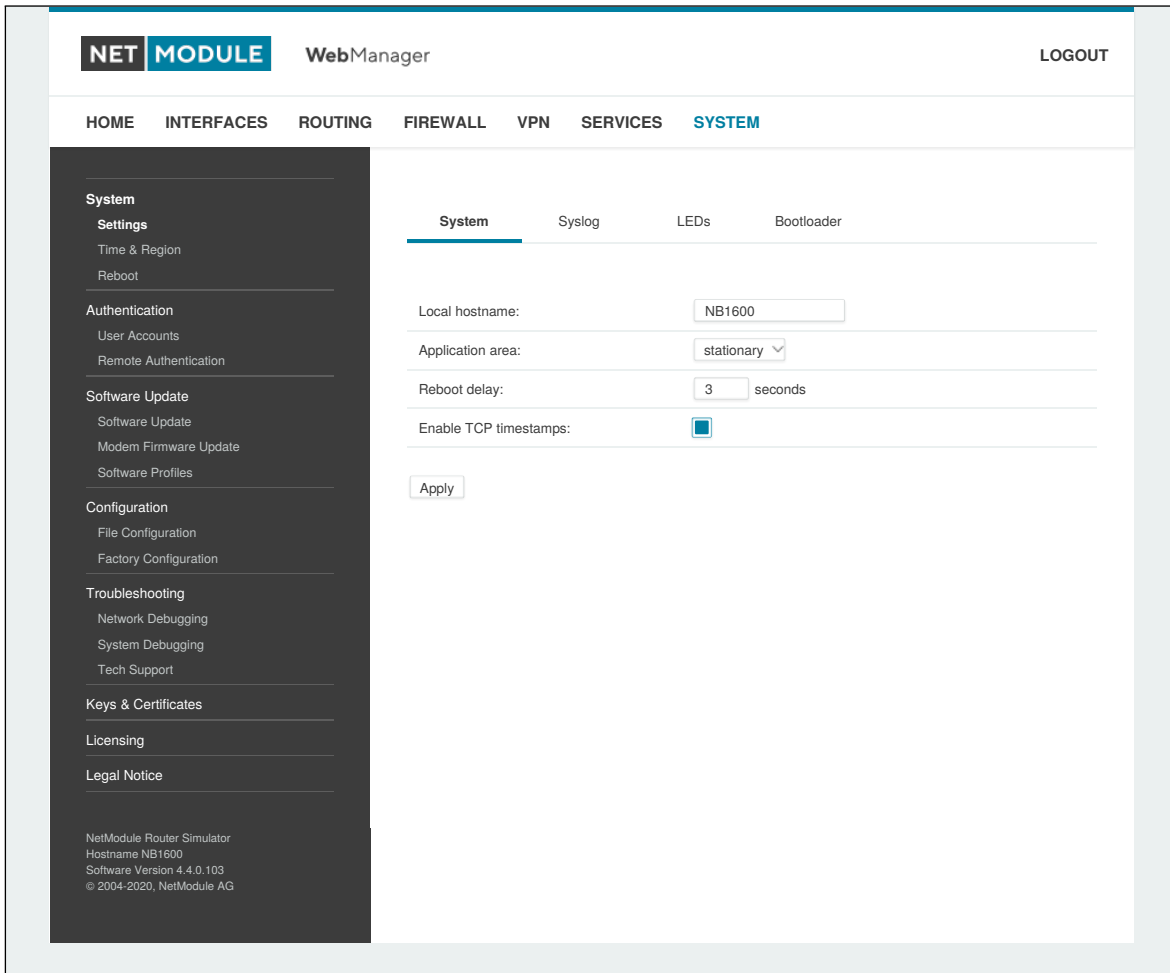 NET MODULE WebManager LOGOUT
HOME INTERFACES ROUTING FIREWALL VPN SERVICES SYSTEM
System
Settings
Time & Region
Reboot
Authentication
User Accounts
Remote Authentication
Software Update
Software Update
Modem Firmware Update
Software Profiles
Configuration
File Configuration
Factory Configuration
Troubleshooting
Network Debugging
System Debugging
Tech Support
Keys & Certificates
Licensing
Legal Notice
NetModule Router Simulator
Hostname NB1600
Software Version 4.4.0.103
© 2004-2020, NetModule AG
System Syslog LEDs Bootloader
Local hostname: NB1600
Application area: stationary
Reboot delay: 3 seconds
Enable TCP timestamps:
Apply